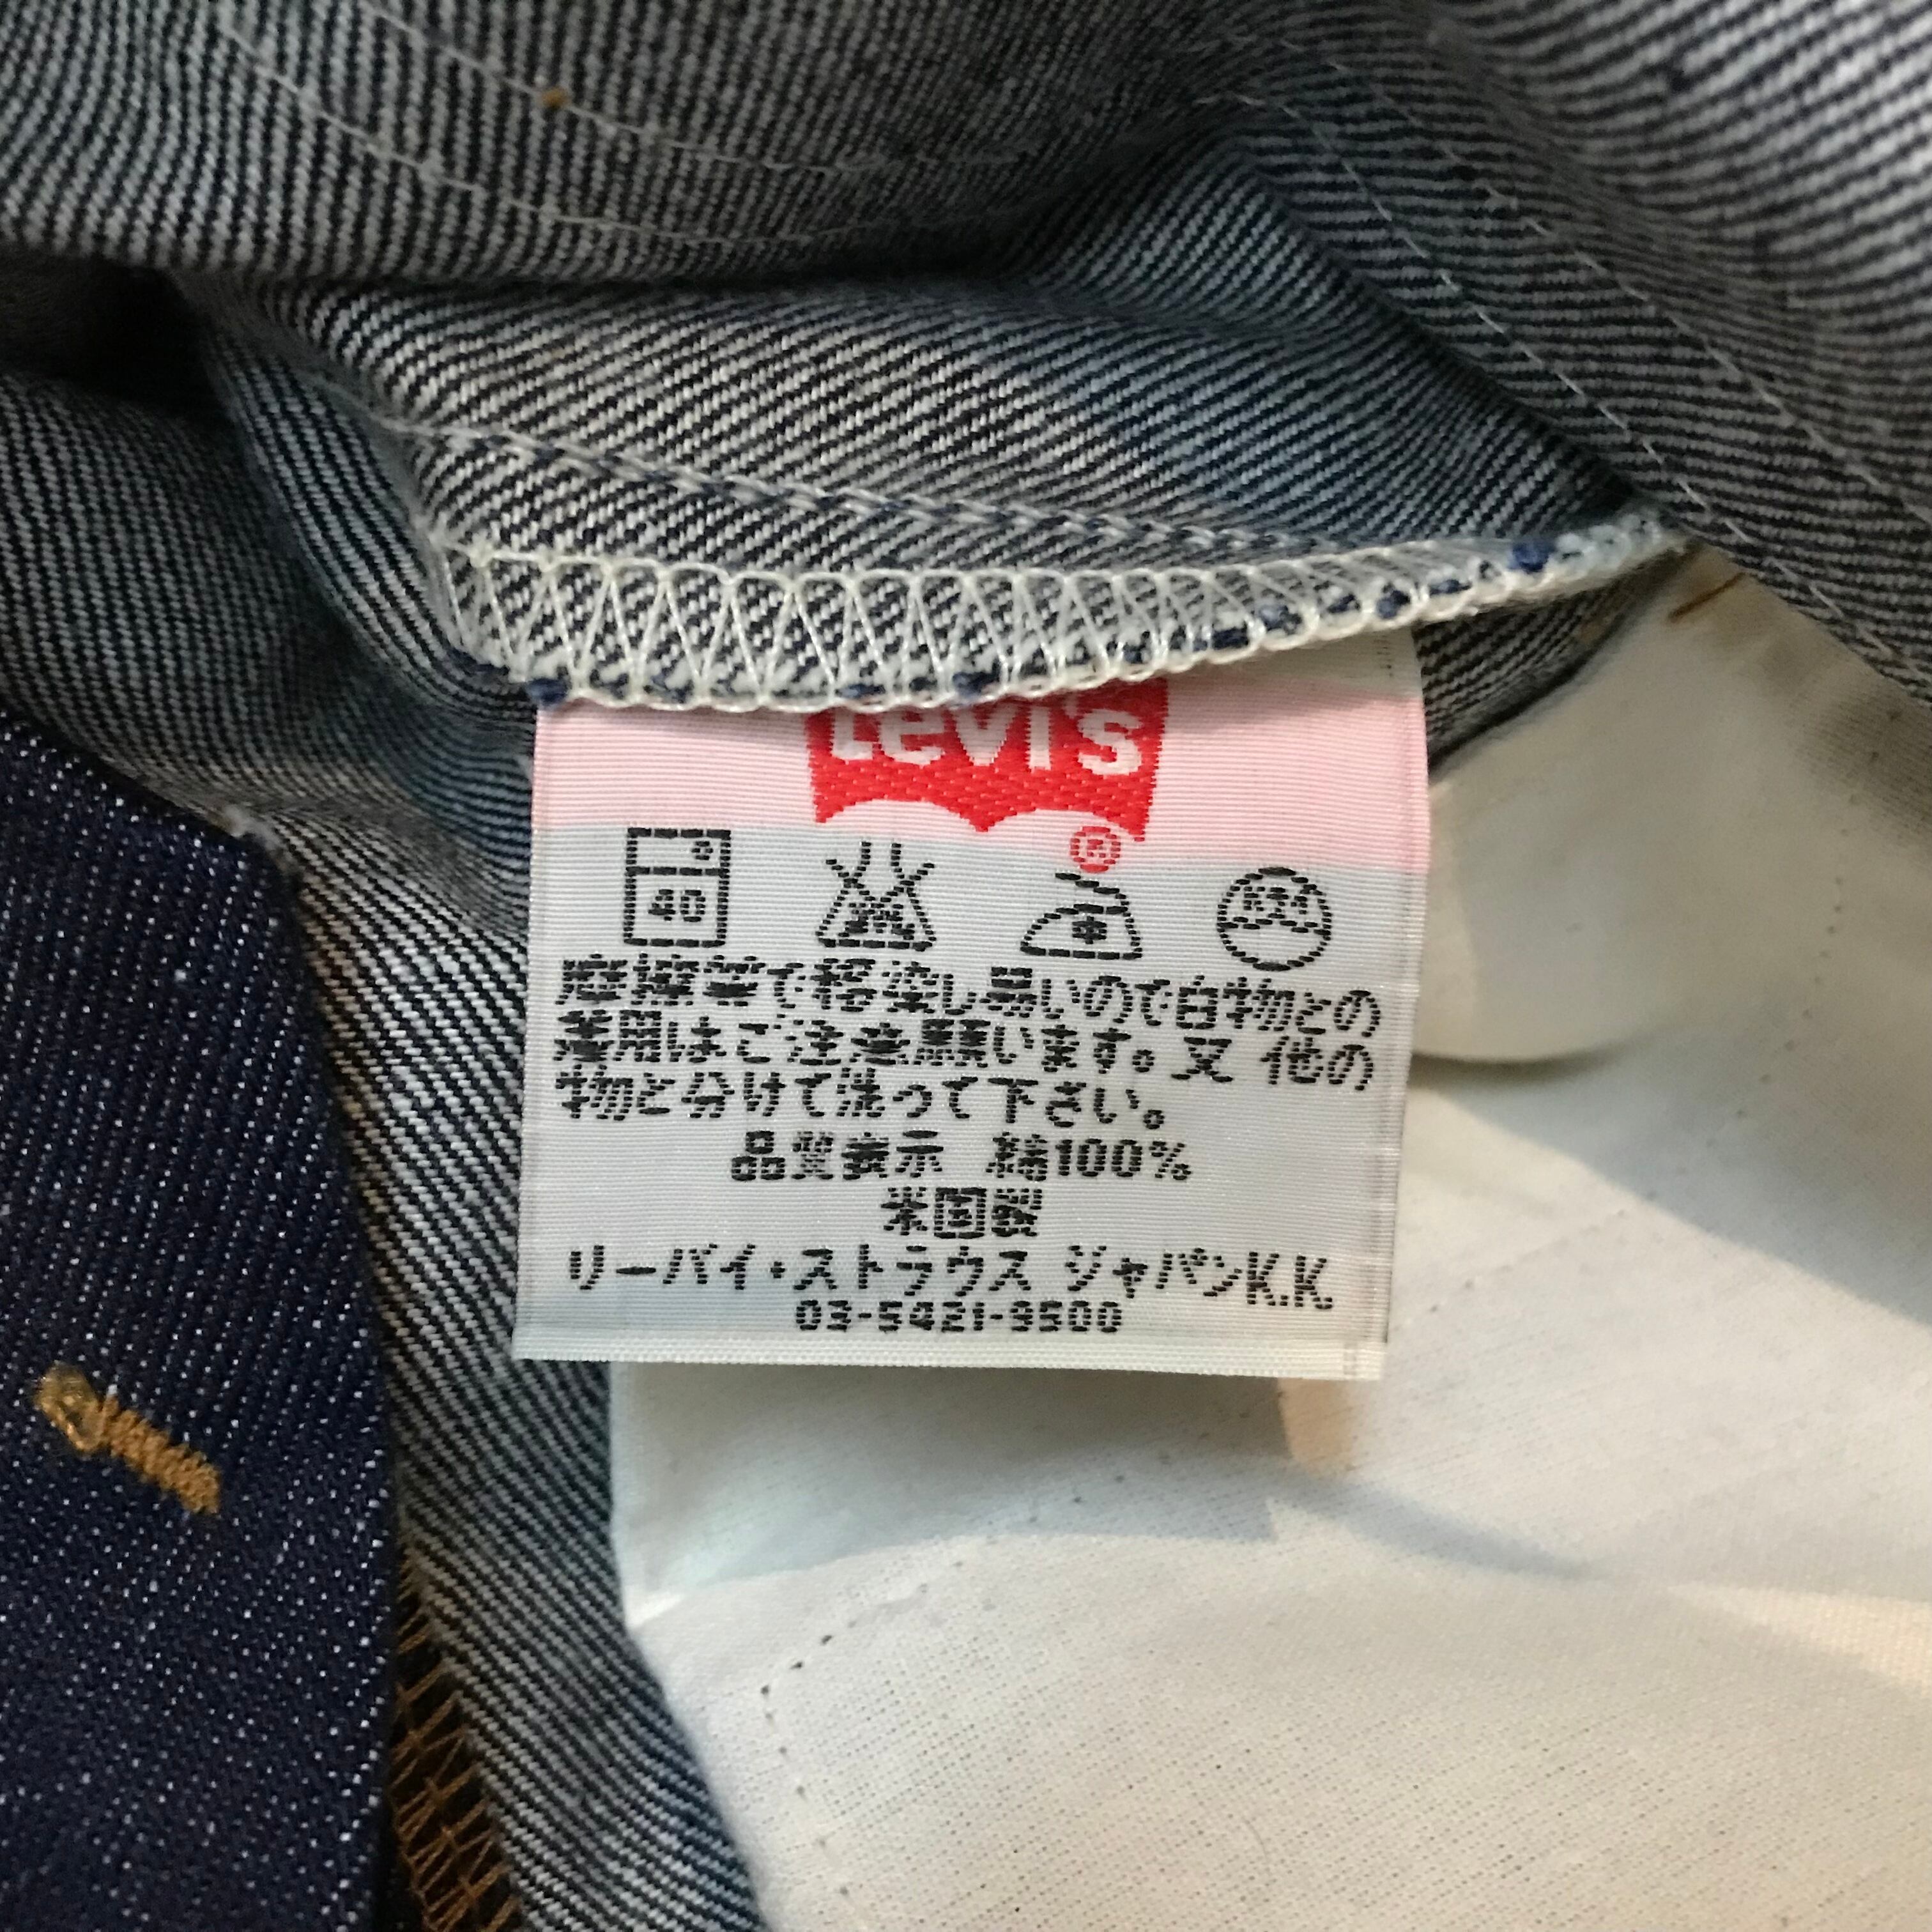 Levi's
®
40
摩擦等で移染し易いので白物との
着用はご注意願います。又 他の
物と分けて洗って下さい。
品質表示 綿100%
米国製
リーバイ・ストラウス ジャパンK.K.
03-5421-9500